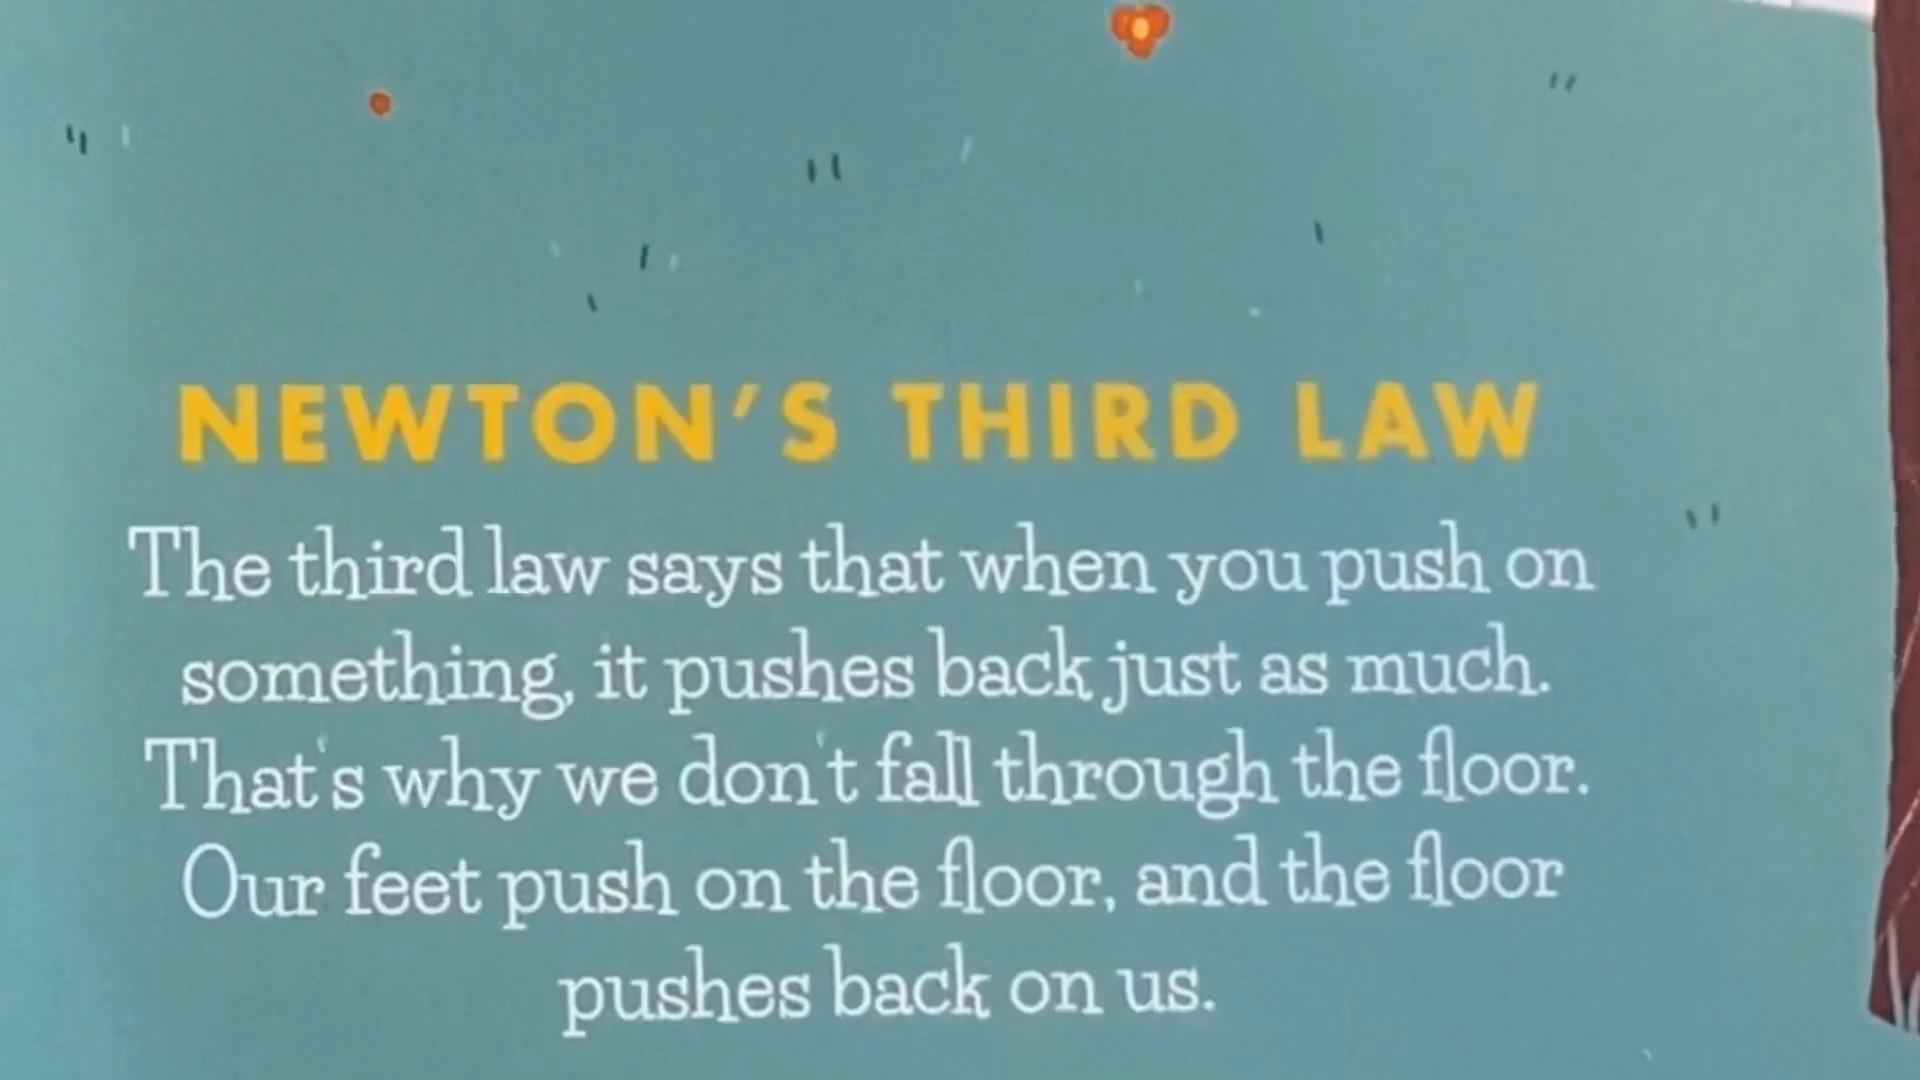 NEWTON'S THIRD LAW
The third law says that when you push on
something, it pushes back just as much.
That's why we don't fall through the floor.
Our feet push on the floor, and the floor
pushes back on us.